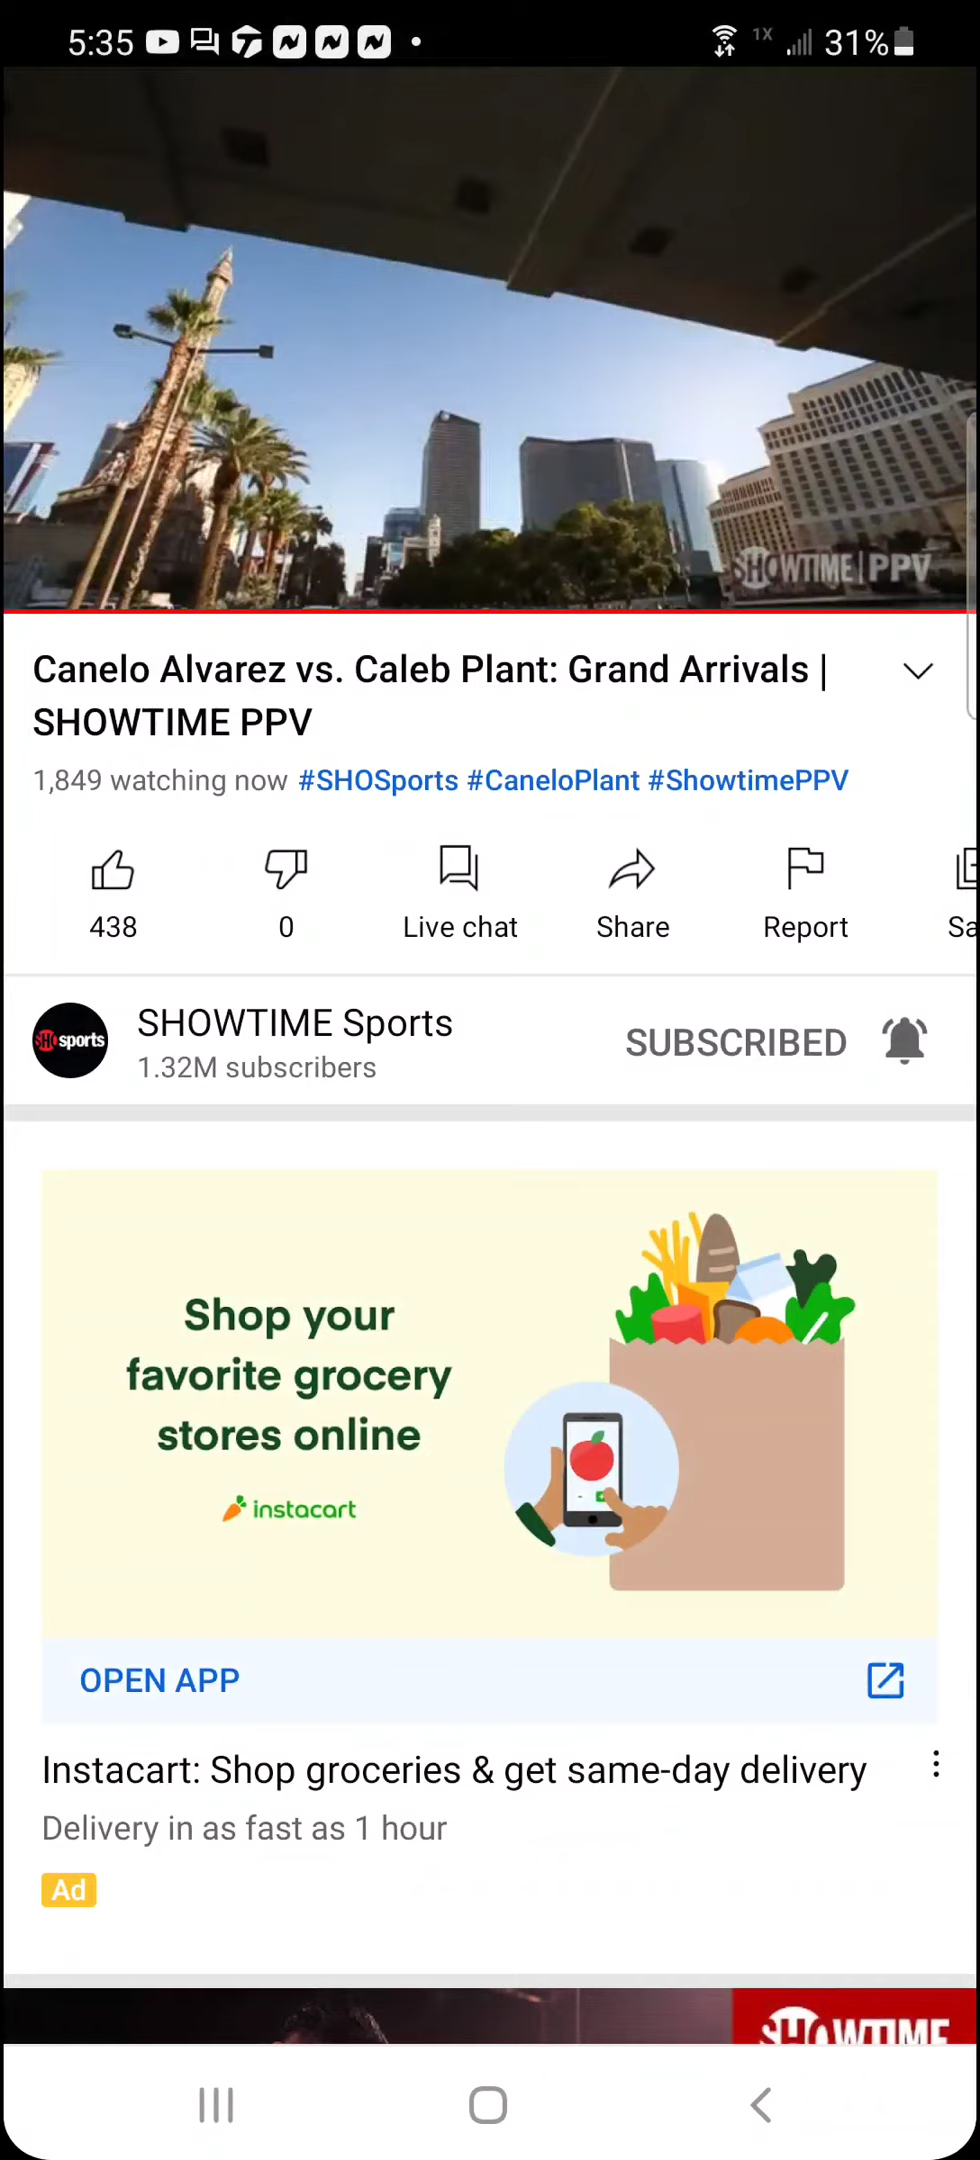 5:35
1X
31%
SHOWTIME | PPV
Canelo Alvarez vs. Caleb Plant: Grand Arrivals |
SHOWTIME PPV
1,849 watching now #SHOSports #CaneloPlant #ShowtimePPV
438
0
Live chat
Share
Report
Sa
SHO sports
SHOWTIME Sports
1.32M subscribers
SUBSCRIBED
Shop your
favorite grocery
stores online
instacart
OPEN APP
Instacart: Shop groceries & get same-day delivery
Delivery in as fast as 1 hour
Ad
SHOWTIME